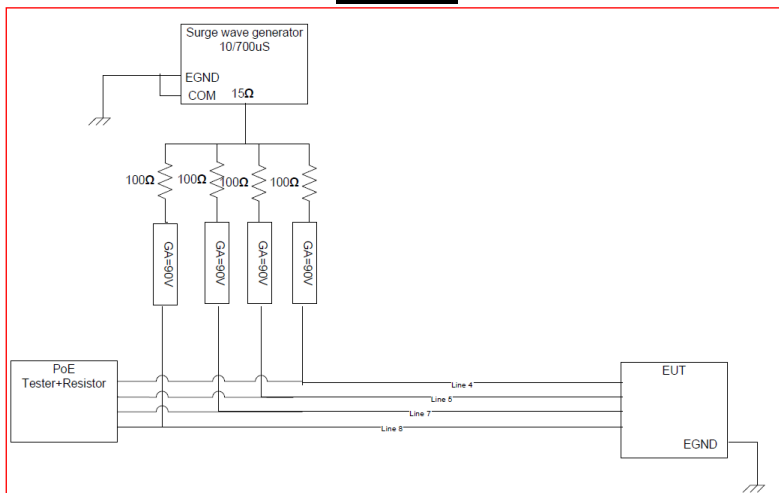 Surge wave generator
10/700uS
EGND
COM
15Ω
100Ω
100Ω
100Ω
100Ω
GA=90V
GA=90V
GA=90V
GA=90V
PoE
Tester+Resistor
EUT
EGND
Line 4
Line 5
Line 7
Line 8